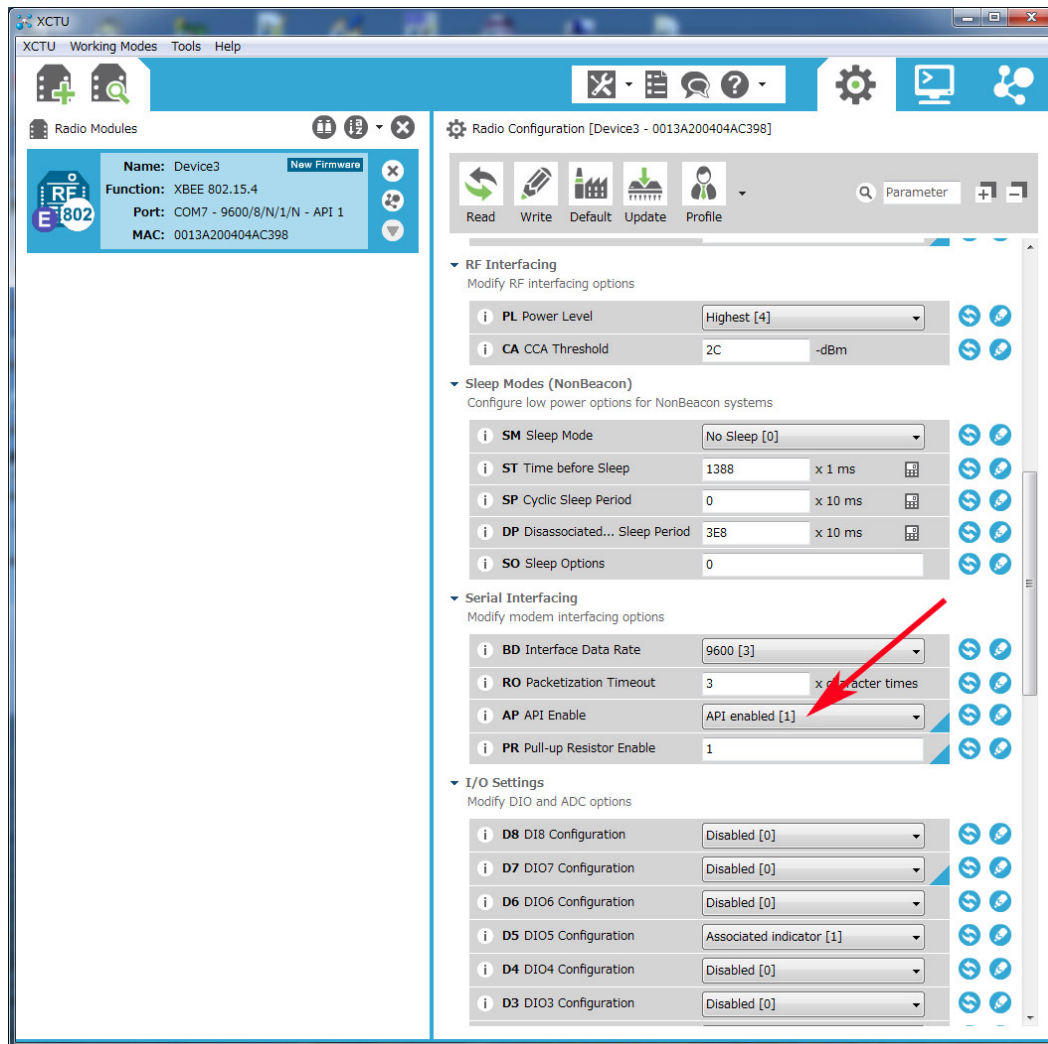 XCTU
XCTU Working Modes Tools Help
Radio Modules
Name: Device3 New Firmware
Function: XBEE 802.15.4
Port: COM7 - 9600/8/N/1/N - API 1
MAC: 0013A200404AC398
RF
E 802
Radio Configuration [Device3 - 0013A200404AC398]
Read Write Default Update Profile
Parameter
RF Interfacing
Modify RF interfacing options
i PL Power Level Highest [4]
i CA CCA Threshold 2C -dBm
Sleep Modes (NonBeacon)
Configure low power options for NonBeacon systems
i SM Sleep Mode No Sleep [0]
i ST Time before Sleep 1388 x 1 ms
i SP Cyclic Sleep Period 0 x 10 ms
i DP Disassociated... Sleep Period 3E8 x 10 ms
i SO Sleep Options 0
Serial Interfacing
Modify modem interfacing options
i BD Interface Data Rate 9600 [3]
i RO Packetization Timeout 3 x character times
i AP API Enable API enabled [1]
i PR Pull-up Resistor Enable 1
I/O Settings
Modify DIO and ADC options
i D8 DI8 Configuration Disabled [0]
i D7 DIO7 Configuration Disabled [0]
i D6 DIO6 Configuration Disabled [0]
i D5 DIO5 Configuration Associated indicator [1]
i D4 DIO4 Configuration Disabled [0]
i D3 DIO3 Configuration Disabled [0]